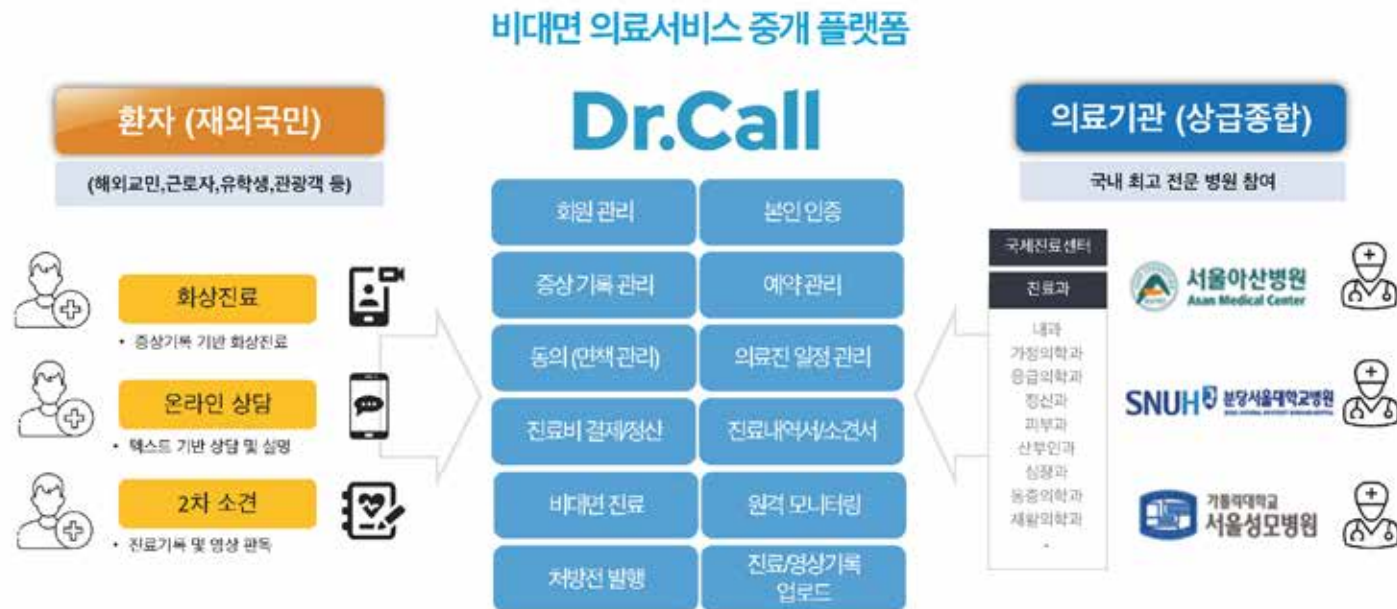 비대면 의료서비스 중개 플랫폼
환자 (재외국민)
(해외교민,근로자,유학생,관광객 등)
화상진료
• 증상기록 기반 화상진료
온라인 상담
• 텍스트 기반 상담 및 설명
2차 소견
• 진료기록 및 영상 판독
Dr.Call
회원 관리
본인 인증
증상 기록 관리
예약 관리
동의 (면책 관리)
의료진 일정 관리
진료비 결제/정산
진료내역서/소견서
비대면 진료
원격 모니터링
처방전 발행
진료/영상기록
업로드
의료기관 (상급종합)
국내 최고 전문 병원 참여
국제진료센터
진료과
내과
가정의학과
응급의학과
정신과
피부과
산부인과
심장과
통증의학과
재활의학과
-
서울아산병원
Asan Medical Center
SNUH 분당서울대학교병원
SEOUL NATIONAL UNIVERSITY BUNDANG HOSPITAL
가톨릭대학교
서울성모병원